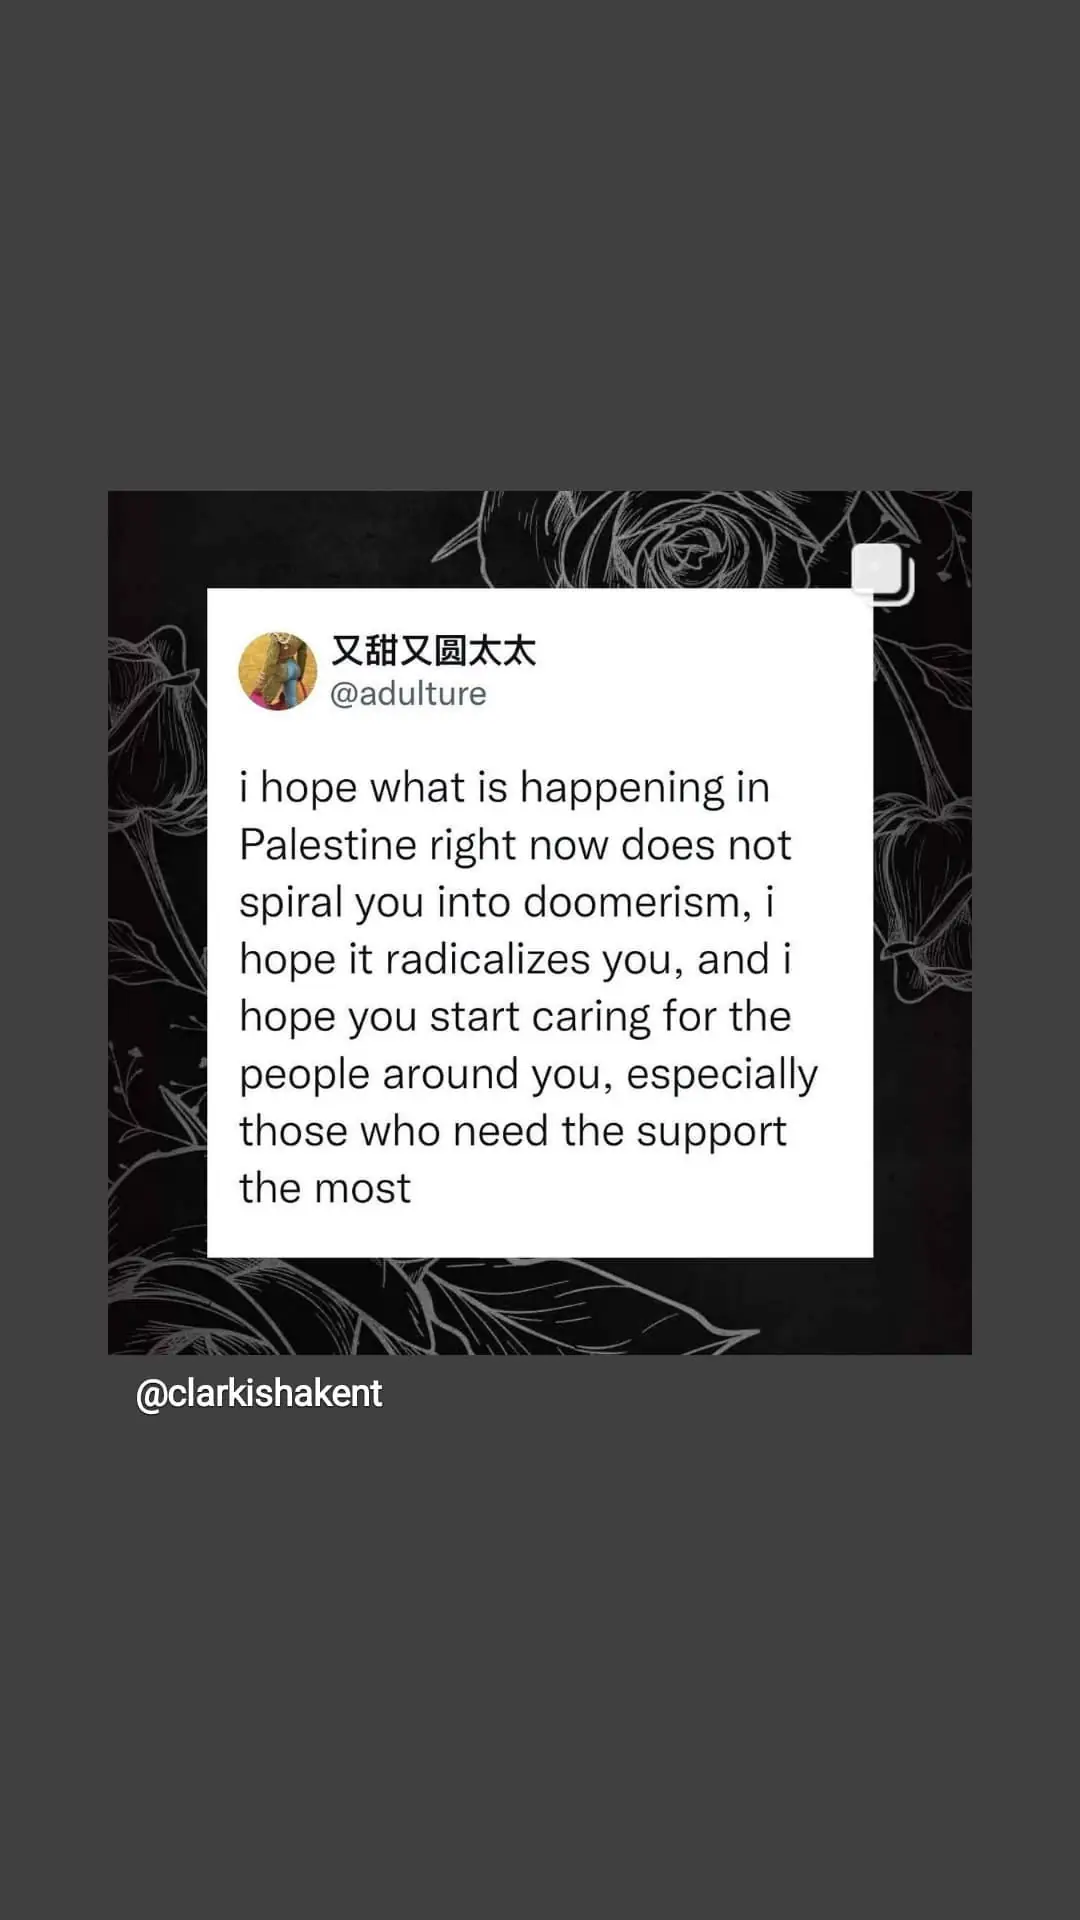 又甜又圆太太
@adulture
i hope what is happening in
Palestine right now does not
spiral you into doomerism, i
hope it radicalizes you, and i
hope you start caring for the
people around you, especially
those who need the support
the most
@clarkishakent